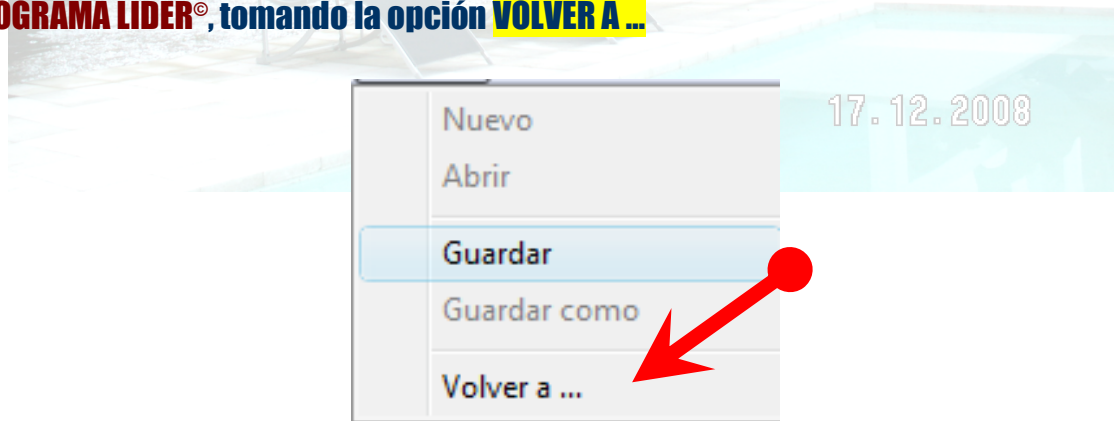 OGRAMA LIDER©, tomando la opción VOLVER A ...
17.12.2008
Nuevo
Abrir
Guardar
Guardar como
Volver a ...